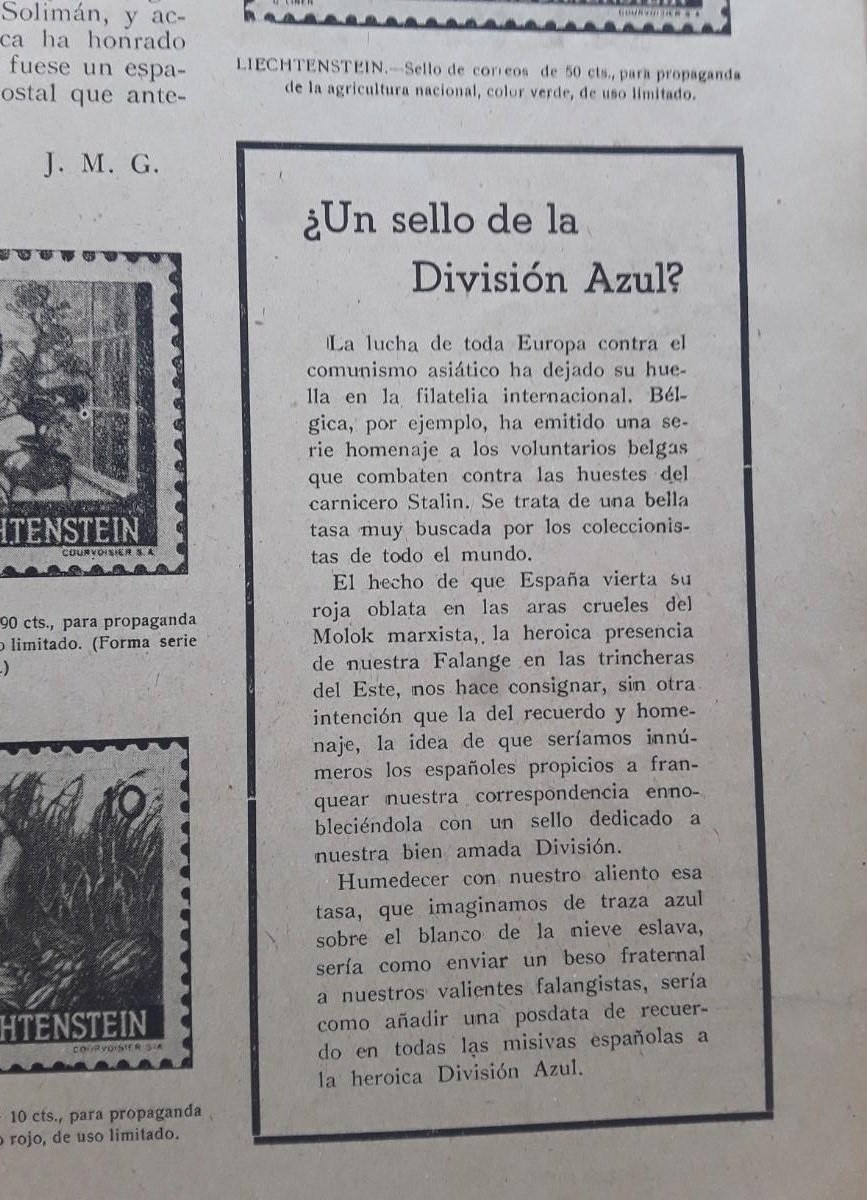 Solimán, y ac-
ca ha honrado
fuese un espa-
ostal que ante-
J. M. G.
HTENSTEIN
COURVOISIER S.A.
90 cts., para propaganda
o limitado. (Forma serie
.)
10
HTENSTEIN
COURVOISIER S.A.
10 cts., para propaganda
o rojo, de uso limitado.
COURVOISIER S.A.
LIECHTENSTEIN.—Sello de correos de 50 cts., para propaganda
de la agricultura nacional, color verde, de uso limitado.
¿Un sello de la
División Azul?
La lucha de toda Europa contra el
comunismo asiático ha dejado su hue-
lla en la filatelia internacional. Bél-
gica, por ejemplo, ha emitido una se-
rie homenaje a los voluntarios belgas
que combaten contra las huestes del
carnicero Stalin. Se trata de una bella
tasa muy buscada por los coleccionis-
tas de todo el mundo.
El hecho de que España vierta su
roja oblata en las aras crueles del
Molok marxista, la heroica presencia
de nuestra Falange en las trincheras
del Este, nos hace consignar, sin otra
intención que la del recuerdo y home-
naje, la idea de que seríamos innú-
meros los españoles propicios a fran-
quear nuestra correspondencia enno-
bleciéndola con un sello dedicado a
nuestra bien amada División.
Humedecer con nuestro aliento esa
tasa, que imaginamos de traza azul
sobre el blanco de la nieve eslava,
sería como enviar un beso fraternal
a nuestros valientes falangistas, sería
como añadir una posdata de recuer-
do en todas las misivas españolas a
la heroica División Azul.